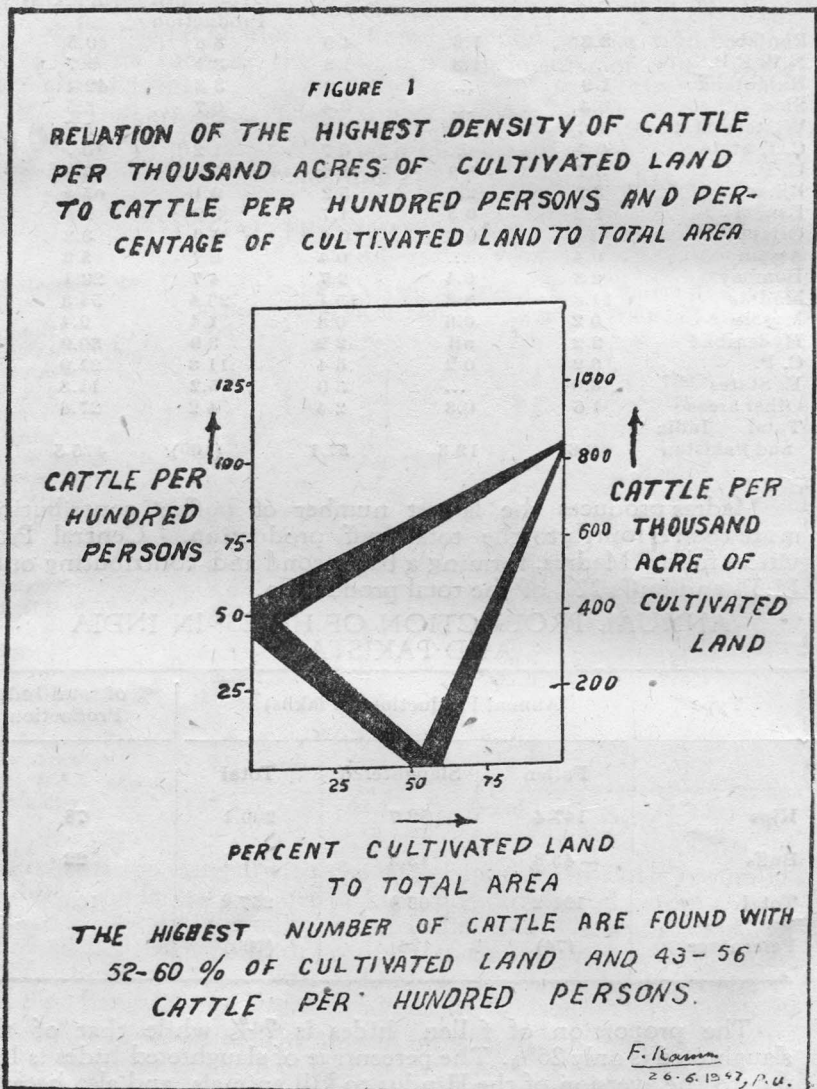 FIGURE 1
RELATION OF THE HIGHEST DENSITY OF CATTLE
PER THOUSAND ACRES OF CULTIVATED LAND
TO CATTLE PER HUNDRED PERSONS AND PER-
CENTAGE OF CULTIVATED LAND TO TOTAL AREA
125
100
75
50
25
CATTLE PER
HUNDRED
PERSONS
1000
800
600
400
200
CATTLE PER
THOUSAND
ACRE OF
CULTIVATED
LAND
25 50 75
PERCENT CULTIVATED LAND
TO TOTAL AREA
THE HIGHEST NUMBER OF CATTLE ARE FOUND WITH
52-60 % OF CULTIVATED LAND AND 43-56
CATTLE PER HUNDRED PERSONS.
26.6.1947, P.U.